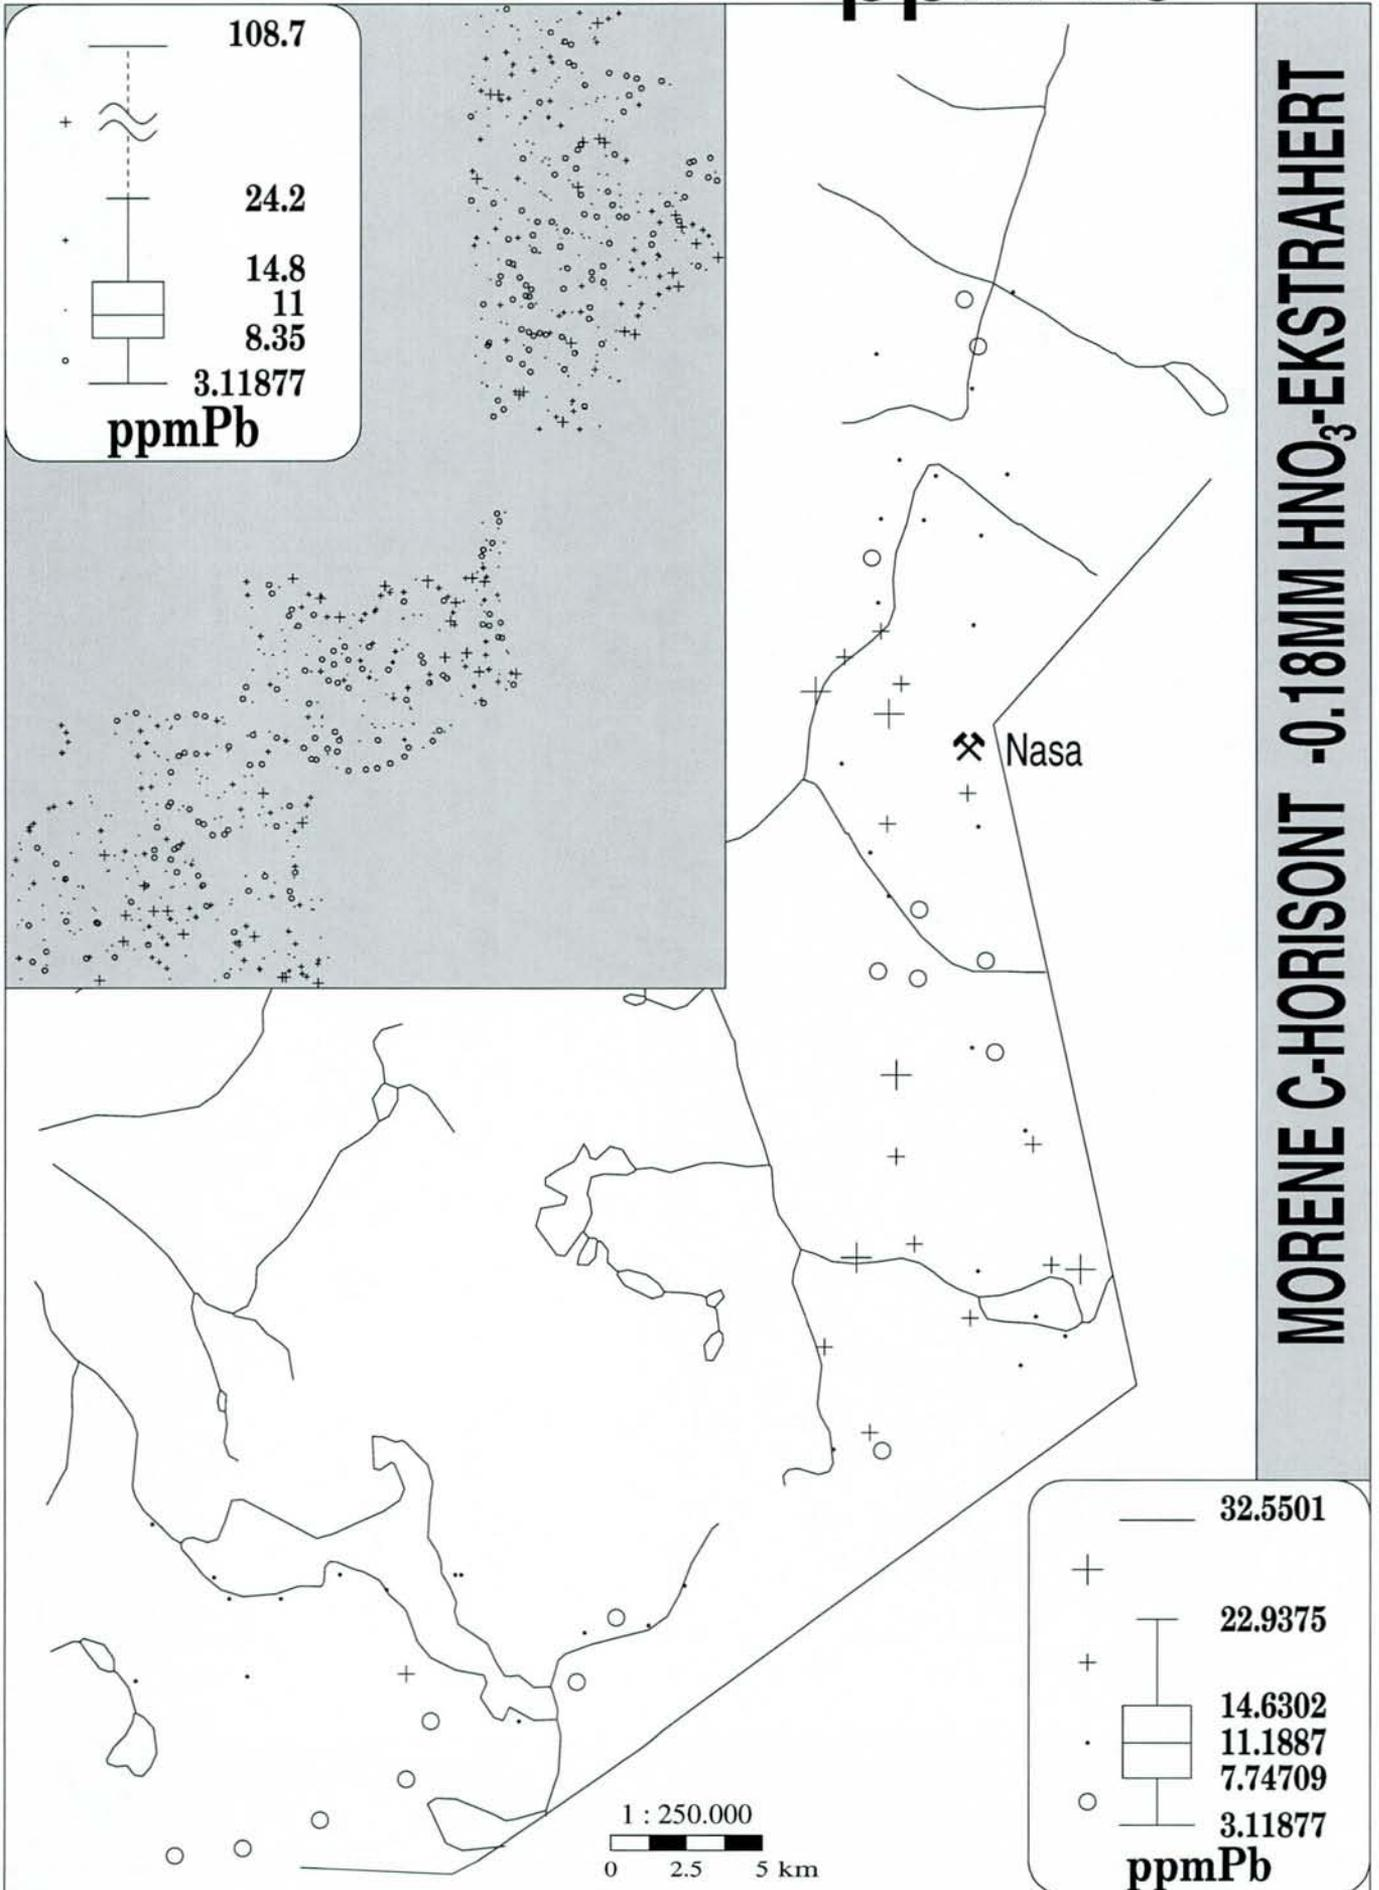 108.7
24.2
14.8
11
8.35
3.11877
ppmPb
Nasa
MORENE C-HORISONT -0.18MM HNO3-EKSTRAHERT
32.5501
22.9375
14.6302
11.1887
7.74709
3.11877
ppmPb
1 : 250.000
0 2.5 5 km